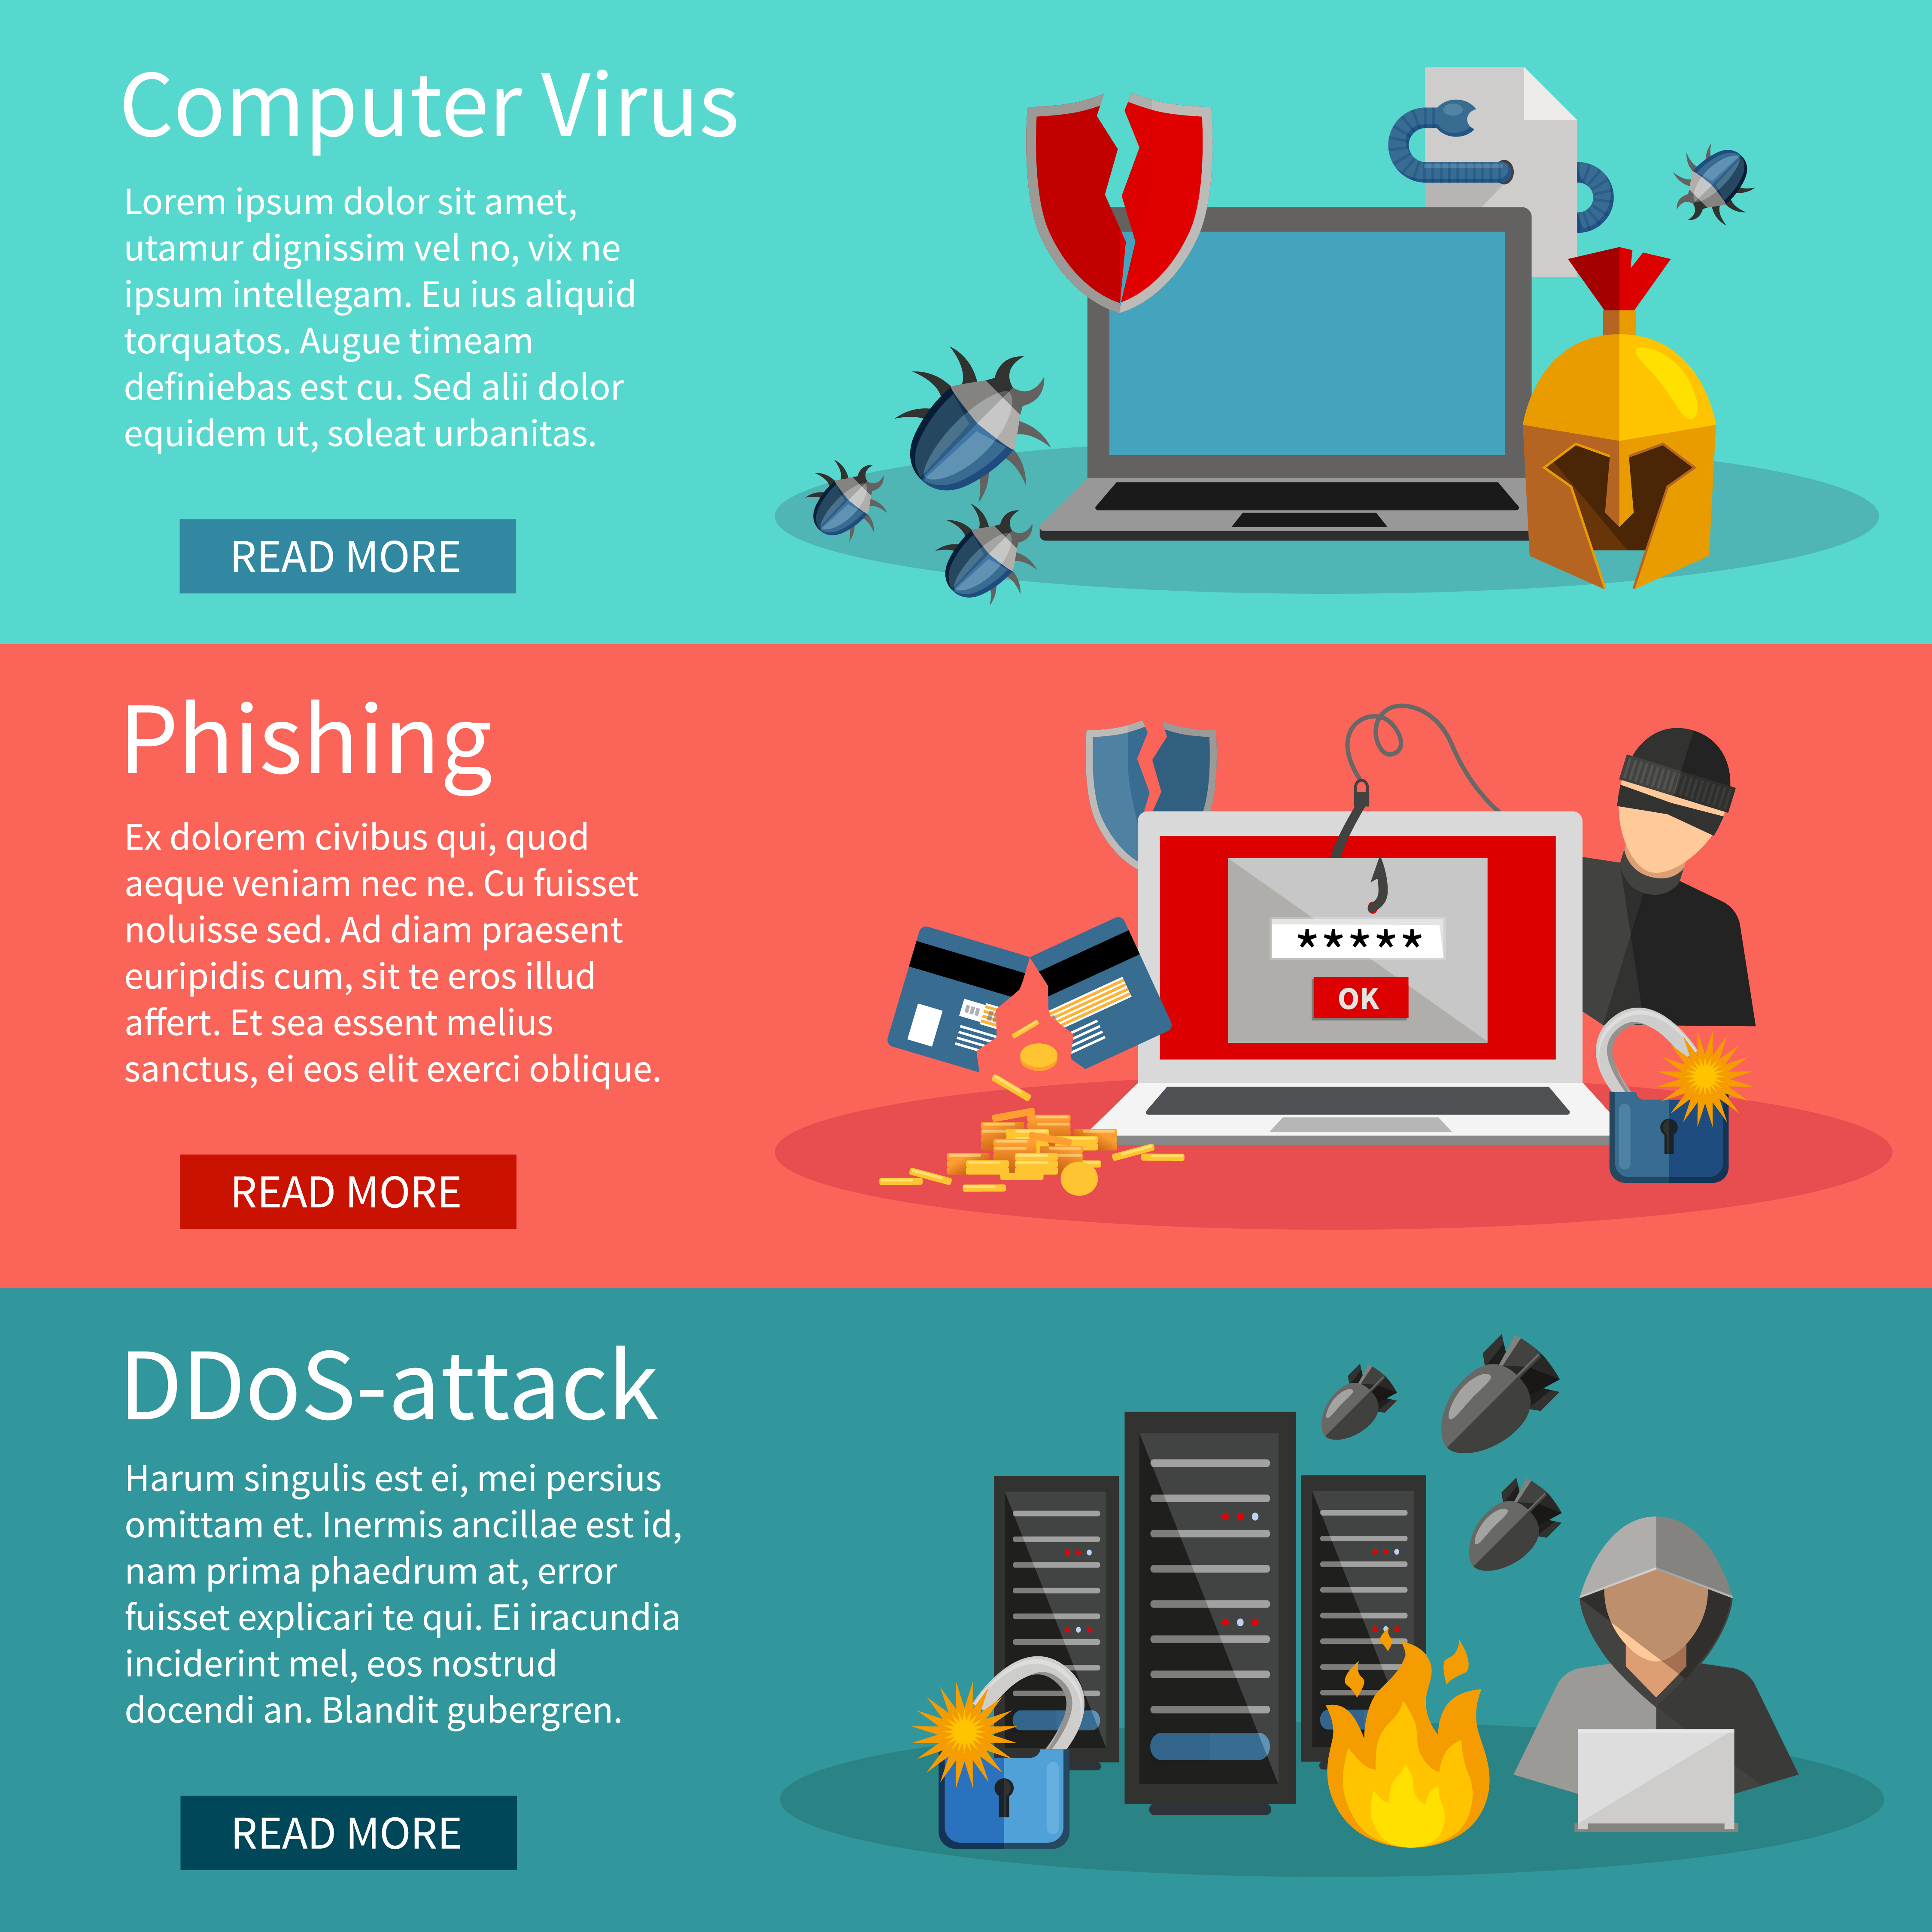 Computer Virus
Lorem ipsum dolor sit amet,
utamur dignissim vel no, vix ne
ipsum intellegam. Eu ius aliquid
torquatos. Augue timeam
definiebas est cu. Sed alii dolor
equidem ut, soleat urbanitas.
READ MORE
Phishing
Ex dolorem civibus qui, quod
aeque veniam nec ne. Cu fuisset
noluisse sed. Ad diam praesent
euripidis cum, sit te eros illud
affert. Et sea essent melius
sanctus, ei eos elit exerci oblique.
READ MORE
*****
OK
DDoS-attack
Harum singulis est ei, mei persius
omittam et. Inermis ancillae est id,
nam prima phaedrum at, error
fuisset explicari te qui. Ei iracundia
inciderint mel, eos nostrud
docendi an. Blandit gubergren.
READ MORE